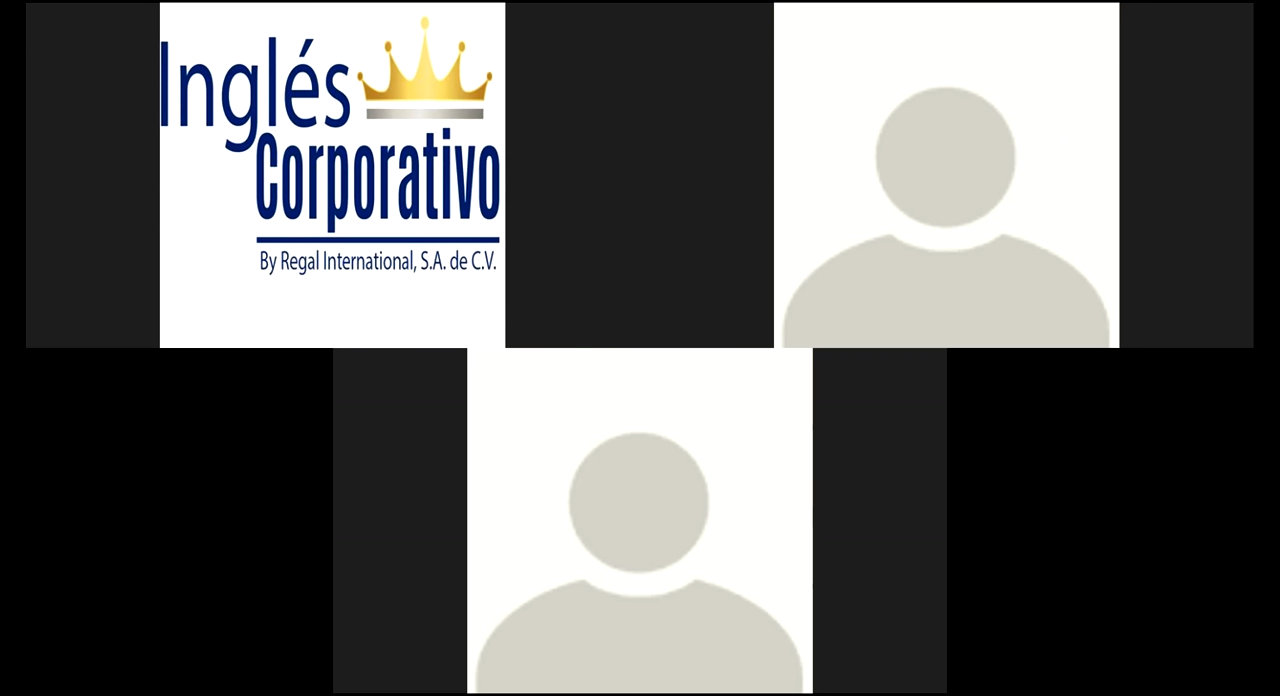 Inglés
Corporativo
By Regal International, S.A. de C.V.